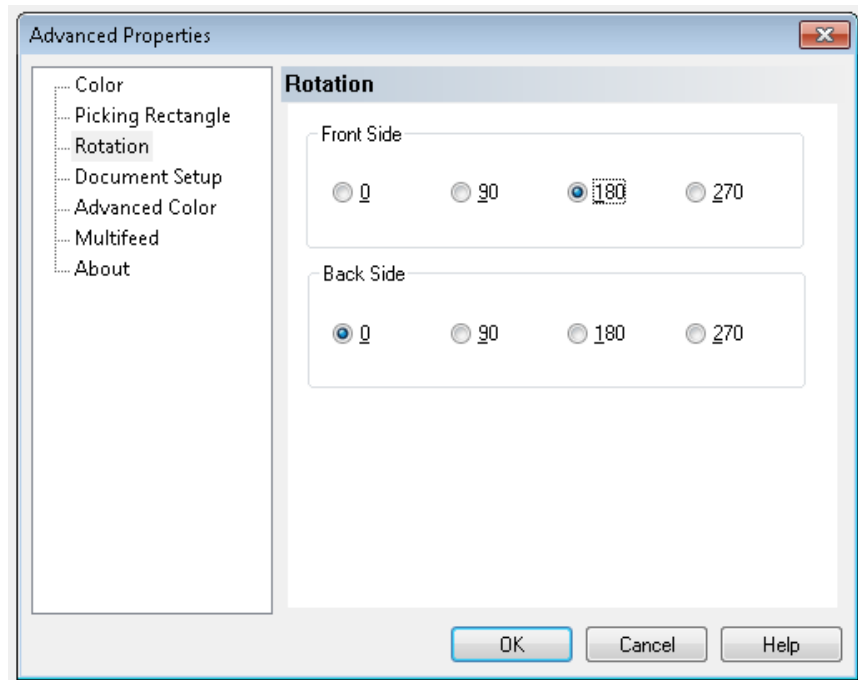 Advanced Properties
Color
Picking Rectangle
Rotation
Document Setup
Advanced Color
Multifeed
About
Rotation
Front Side
0 90 180 270
Back Side
0 90 180 270
OK Cancel Help